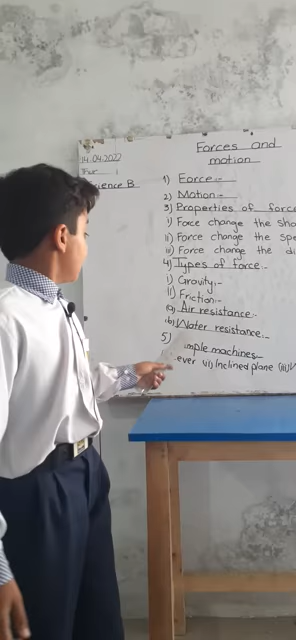 Forces and
motion
14.04.2022
1) Force:-
2) Motion:-
3) Properties of force
i) Force change the sha
ii) Force change the spe
iii) Force change the di
4) Types of force:-
i) Gravity:-
ii) Friction:-
(a) Air resistance:-
(b) Water resistance:-
5)
imple machines
ever ii) Inclined plane (iii)